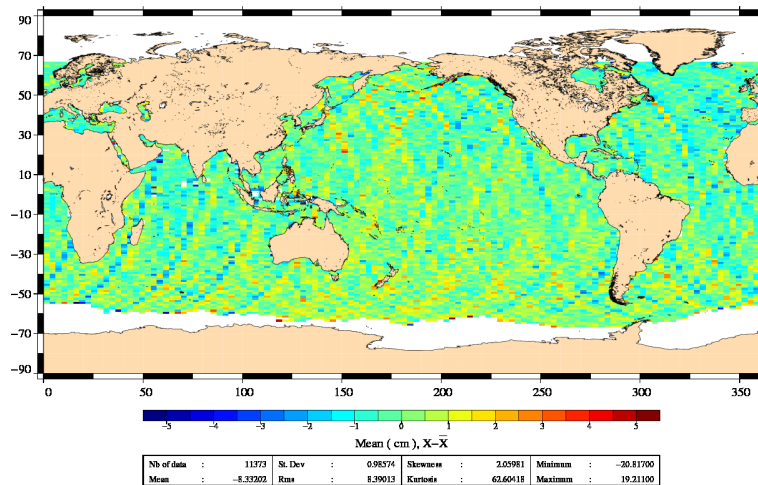 90
70
50
30
10
−10
−30
−50
−70
−90
0 50 100 150 200 250 300 350
−5 −4 −3 −2 −1 0 1 2 3 4 5
Mean ( cm ), X−X̅
Nb of data : 11373 St. Dev : 0.98574 Skewness : 2.05981 Minimum : −20.81700
Mean : −8.33202 Rms : 8.39013 Kurtosis : 62.60418 Maximum : 19.21100